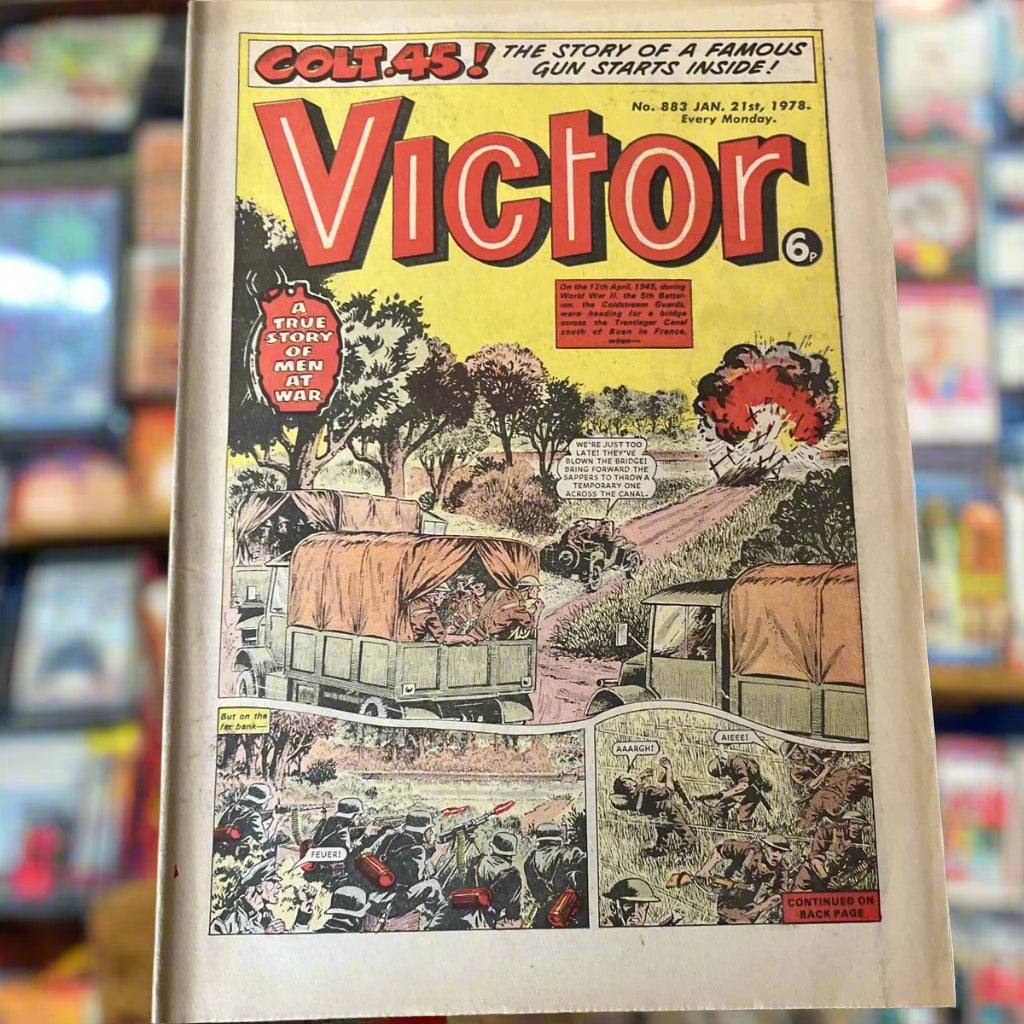 COLT.45! THE STORY OF A FAMOUS
GUN STARTS INSIDE!
No. 883 JAN. 21st, 1978.
Every Monday.
Victor
6P
On the 12th April, 1945, during
World War II, the 5th Battal-
ion, the Coldstream Guards,
were heading for a bridge
across the Trentlager Canal
south of Boen in France,
when—
A
TRUE
STORY
OF
MEN
AT
WAR
WE'RE JUST TOO
LATE! THEY'VE
BLOWN THE BRIDGE!
BRING FORWARD THE
SAPPERS TO THROW A
TEMPORARY ONE
ACROSS THE CANAL.
But on the
far bank—
FEUER!
AAARGH!
AIEEE!
CONTINUED ON
BACK PAGE